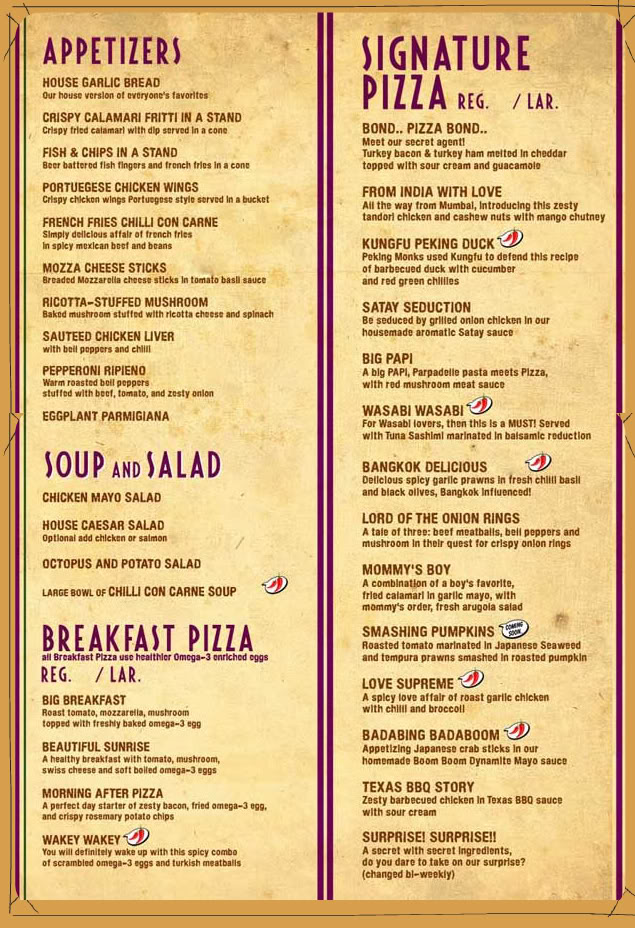 APPETIZERS
HOUSE GARLIC BREAD
Our house version of everyone's favorites
CRISPY CALAMARI FRITTI IN A STAND
Crispy fried calamari with dip served in a cone
FISH & CHIPS IN A STAND
Beer battered fish fingers and french fries in a cone
PORTUEGESE CHICKEN WINGS
Crispy chicken wings Portuegese style served in a bucket
FRENCH FRIES CHILLI CON CARNE
Simply delicious affair of french fries
in spicy mexican beef and beans
MOZZA CHEESE STICKS
Breaded Mozzarella cheese sticks in tomato basil sauce
RICOTTA-STUFFED MUSHROOM
Baked mushroom stuffed with ricotta cheese and spinach
SAUTEED CHICKEN LIVER
with bell peppers and chilli
PEPPERONI RIPIENO
Warm roasted bell peppers
stuffed with beef, tomato, and zesty onion
EGGPLANT PARMIGIANA
SOUP AND SALAD
CHICKEN MAYO SALAD
HOUSE CAESAR SALAD
Optional add chicken or salmon
OCTOPUS AND POTATO SALAD
LARGE BOWL OF CHILLI CON CARNE SOUP
BREAKFAST PIZZA
all Breakfast Pizza use healthier Omega-3 enriched eggs
REG. / LAR.
BIG BREAKFAST
Roast tomato, mozzarella, mushroom
topped with freshly baked omega-3 egg
BEAUTIFUL SUNRISE
A healthy breakfast with tomato, mushroom,
swiss cheese and soft boiled omega-3 eggs
MORNING AFTER PIZZA
A perfect day starter of zesty bacon, fried omega-3 egg,
and crispy rosemary potato chips
WAKEY WAKEY
You will definitely wake up with this spicy combo
of scrambled omega-3 eggs and turkish meatballs
SIGNATURE
PIZZA REG. / LAR.
BOND.. PIZZA BOND..
Meet our secret agent!
Turkey bacon & turkey ham melted in cheddar
topped with sour cream and guacamole
FROM INDIA WITH LOVE
All the way from Mumbai, introducing this zesty
tandori chicken and cashew nuts with mango chutney
KUNGFU PEKING DUCK
Peking Monks used Kungfu to defend this recipe
of barbecued duck with cucumber
and red green chillies
SATAY SEDUCTION
Be seduced by grilled onion chicken in our
housemade aromatic Satay sauce
BIG PAPI
A big PAPI, Parpadelle pasta meets Pizza,
with red mushroom meat sauce
WASABI WASABI
For Wasabi lovers, then this is a MUST! Served
with Tuna Sashimi marinated in balsamic reduction
BANGKOK DELICIOUS
Delicious spicy garlic prawns in fresh chilli basil
and black olives, Bangkok influenced!
LORD OF THE ONION RINGS
A tale of three: beef meatballs, bell peppers and
mushroom in their quest for crispy onion rings
MOMMY'S BOY
A combination of a boy's favorite,
fried calamari in garlic mayo, with
mommy's order, fresh arugola salad
SMASHING PUMPKINS COMING SOON
Roasted tomato marinated in Japanese Seaweed
and tempura prawns smashed in roasted pumpkin
LOVE SUPREME
A spicy love affair of roast garlic chicken
with chilli and broccoli
BADABING BADABOOM
Appetizing Japanese crab sticks in our
homemade Boom Boom Dynamite Mayo sauce
TEXAS BBQ STORY
Zesty barbecued chicken in Texas BBQ sauce
with sour cream
SURPRISE! SURPRISE!!
A secret with secret ingredients,
do you dare to take on our surprise?
(changed bi-weekly)